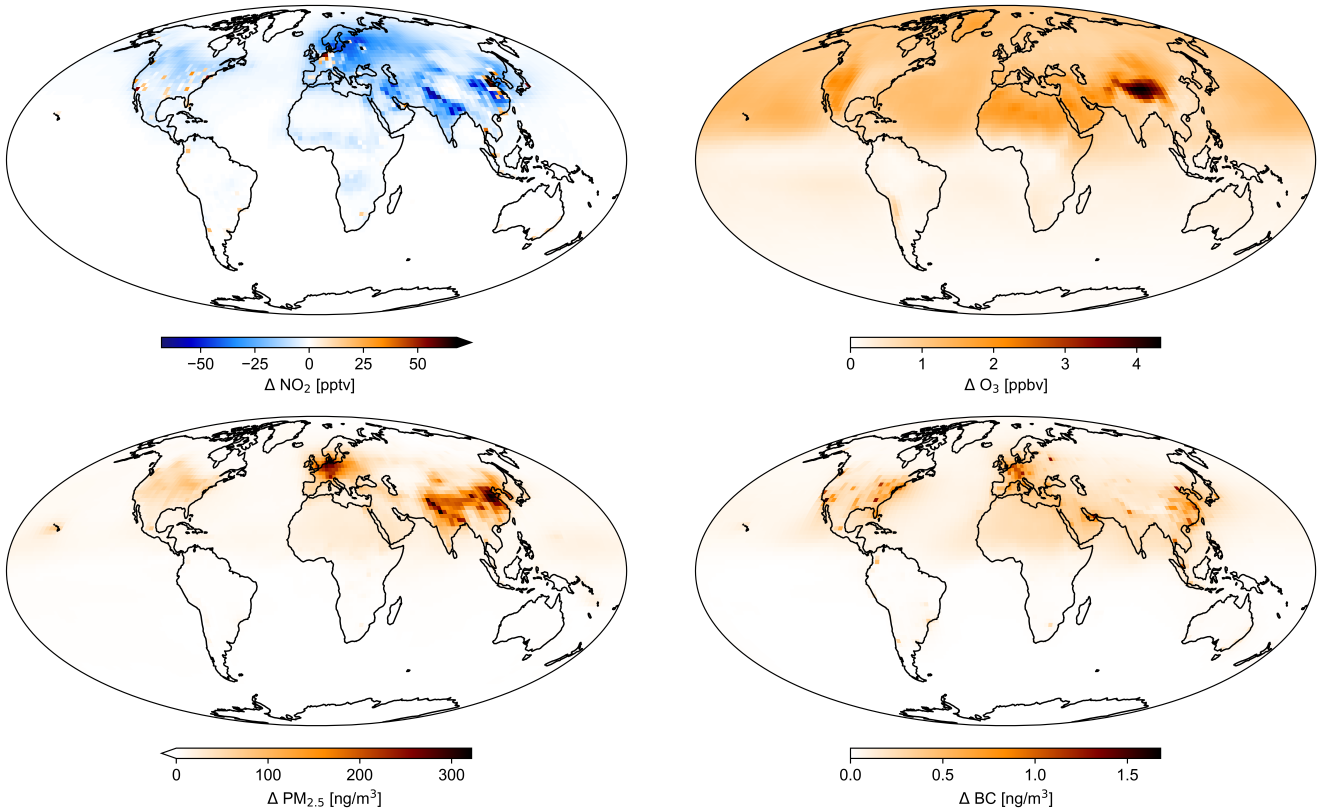 −50 −25 0 25 50
Δ NO₂ [pptv]
0 1 2 3 4
Δ O₃ [ppbv]
0 100 200 300
Δ PM₂.₅ [ng/m³]
0.0 0.5 1.0 1.5
Δ BC [ng/m³]